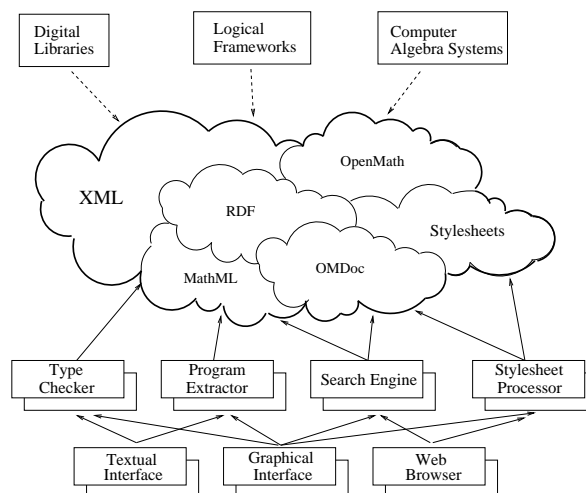 Digital
Libraries
Logical
Frameworks
Computer
Algebra Systems
OpenMath
XML
RDF
Stylesheets
MathML
OMDoc
Type
Checker
Program
Extractor
Search Engine
Stylesheet
Processor
Textual
Interface
Graphical
Interface
Web
Browser